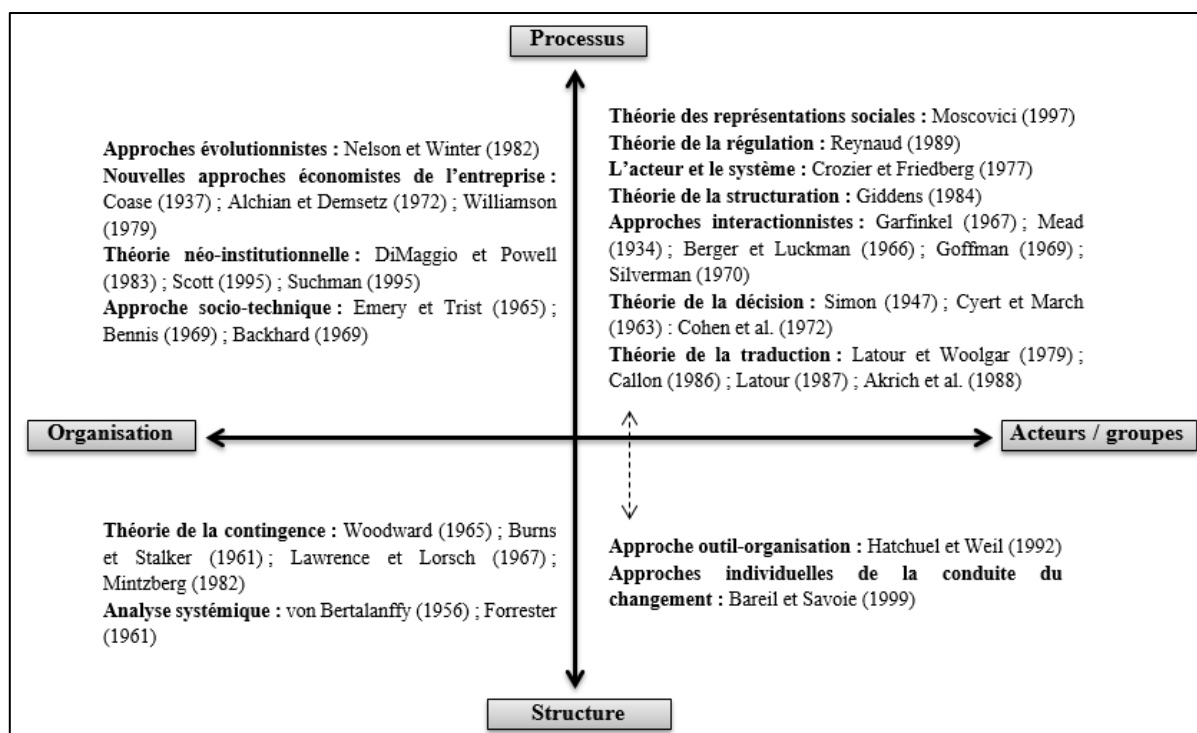 Processus
Théorie des représentations sociales : Moscovici (1997)
Théorie de la régulation : Reynaud (1989)
L'acteur et le système : Crozier et Friedberg (1977)
Théorie de la structuration : Giddens (1984)
Approches interactionnistes : Garfinkel (1967) ; Mead
(1934) ; Berger et Luckman (1966) ; Goffman (1969) ;
Silverman (1970)
Théorie de la décision : Simon (1947) ; Cyert et March
(1963) : Cohen et al. (1972)
Théorie de la traduction : Latour et Woolgar (1979) ;
Callon (1986) ; Latour (1987) ; Akrich et al. (1988)
Approches évolutionnistes : Nelson et Winter (1982)
Nouvelles approches économistes de l'entreprise :
Coase (1937) ; Alchian et Demsetz (1972) ; Williamson
(1979)
Théorie néo-institutionnelle : DiMaggio et Powell
(1983) ; Scott (1995) ; Suchman (1995)
Approche socio-technique : Emery et Trist (1965) ;
Bennis (1969) ; Backhard (1969)
Organisation
Acteurs / groupes
Théorie de la contingence : Woodward (1965) ; Burns
et Stalker (1961) ; Lawrence et Lorsch (1967) ;
Mintzberg (1982)
Analyse systémique : von Bertalanffy (1956) ; Forrester
(1961)
Approche outil-organisation : Hatchuel et Weil (1992)
Approches individuelles de la conduite du
changement : Bareil et Savoie (1999)
Structure